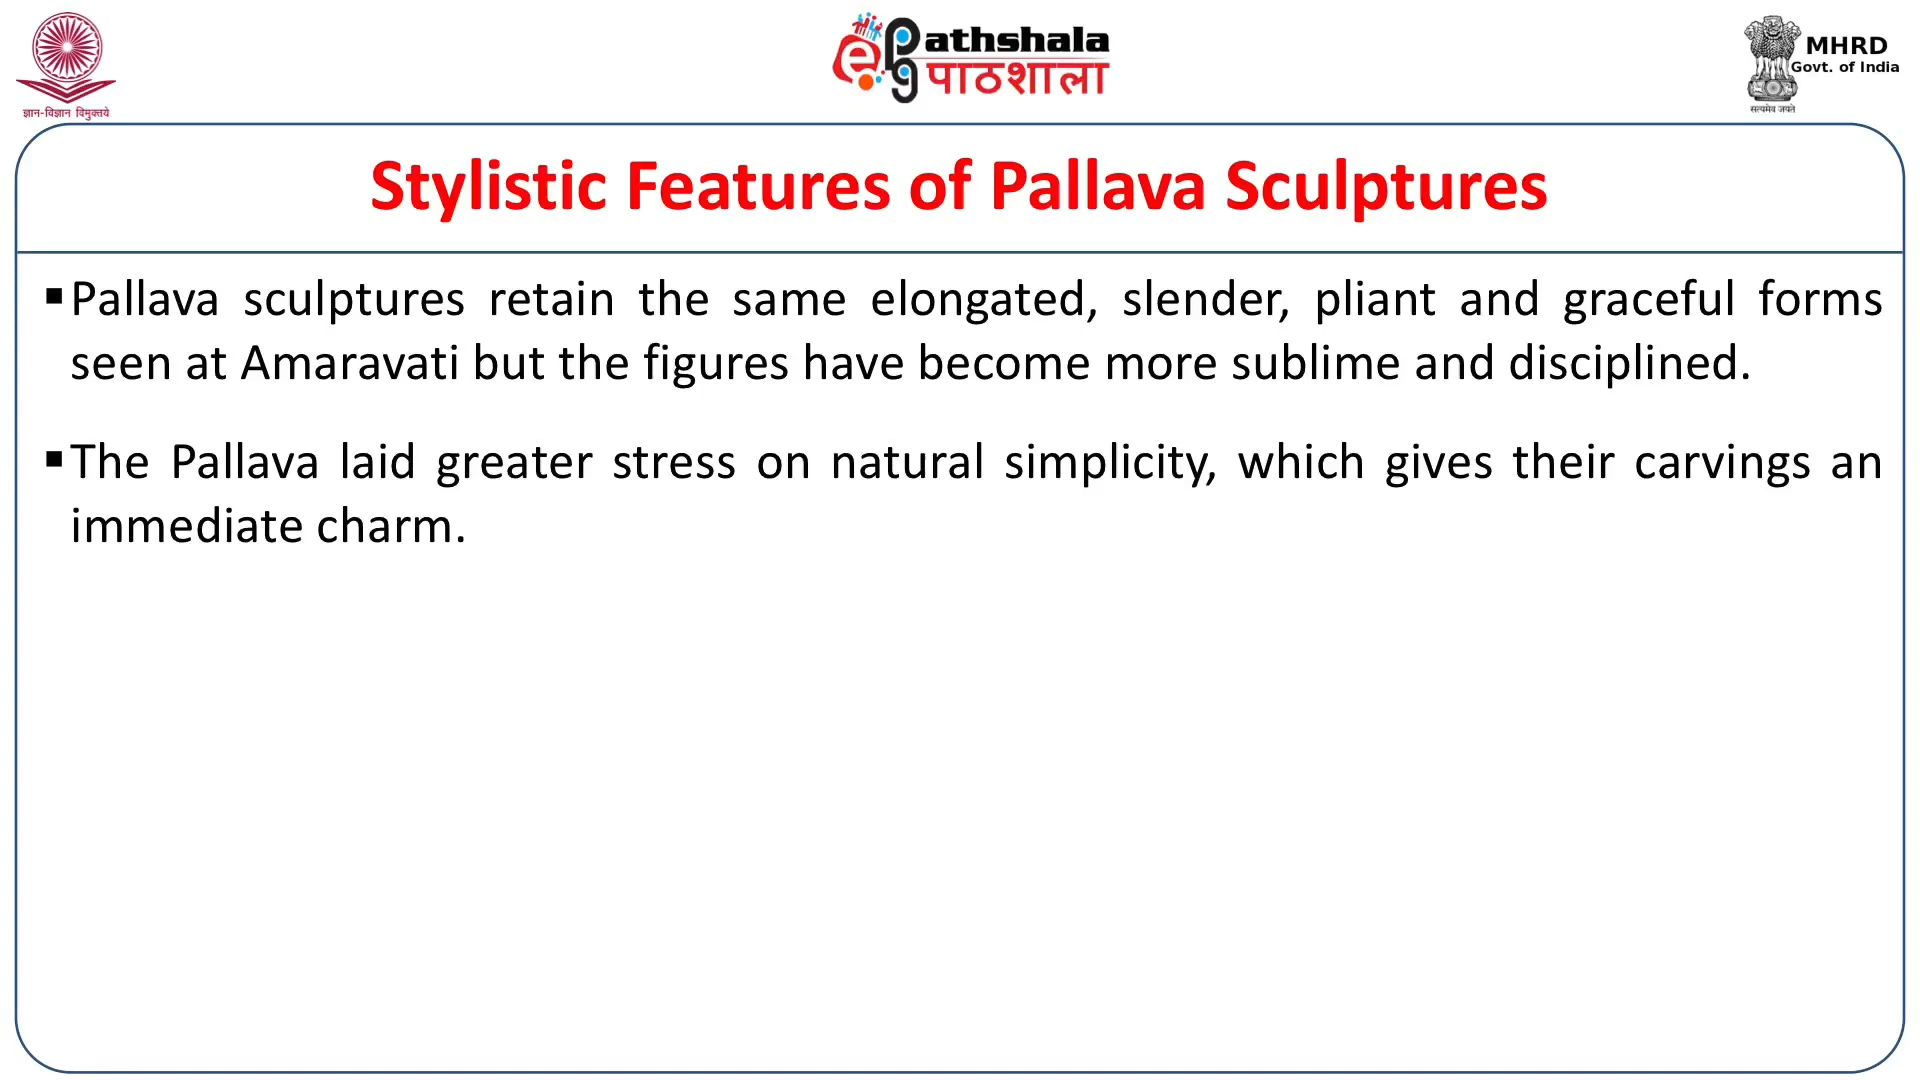 ज्ञान-विज्ञान विमुक्तये
ePathshala
पाठशाला
MHRD
Govt. of India
सत्यमेव जयते
Stylistic Features of Pallava Sculptures
▪Pallava sculptures retain the same elongated, slender, pliant and graceful forms
seen at Amaravati but the figures have become more sublime and disciplined.
▪The Pallava laid greater stress on natural simplicity, which gives their carvings an
immediate charm.